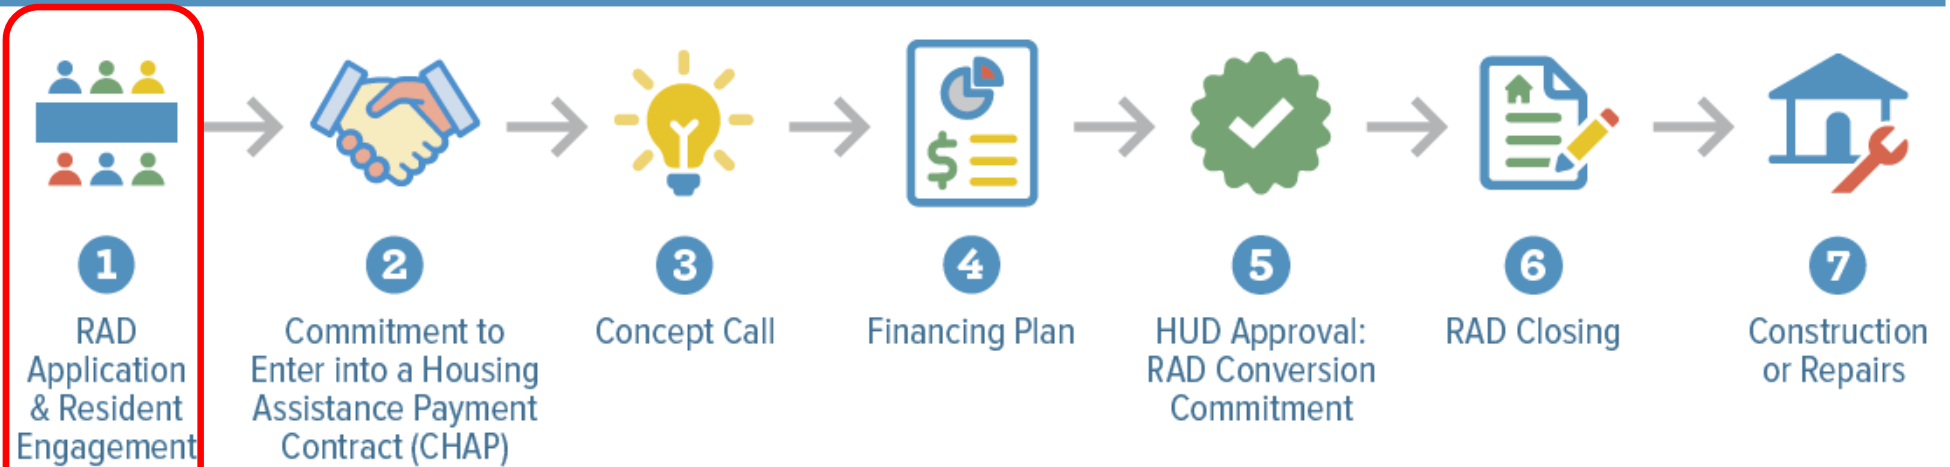 1
RAD
Application
& Resident
Engagement
2
Commitment to
Enter into a Housing
Assistance Payment
Contract (CHAP)
3
Concept Call
4
$
Financing Plan
5
HUD Approval:
RAD Conversion
Commitment
6
RAD Closing
7
Construction
or Repairs